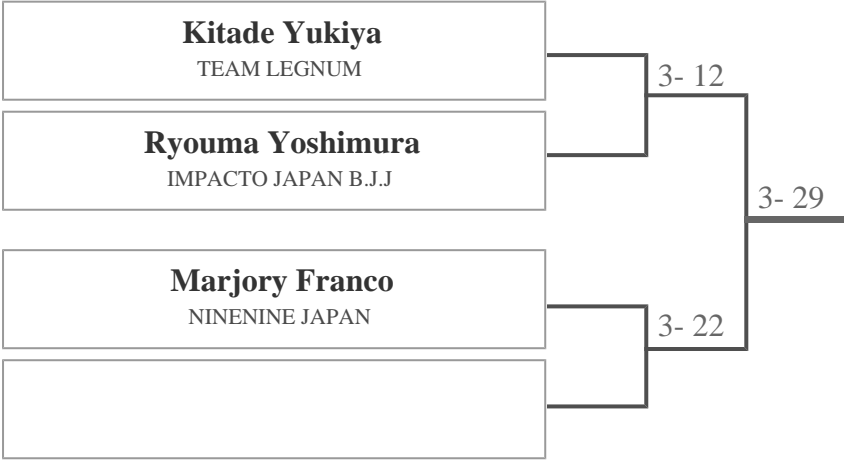 Kitade Yukiya
TEAM LEGNUM
3- 12
Ryouma Yoshimura
IMPACTO JAPAN B.J.J
3- 29
Marjory Franco
NINENINE JAPAN
3- 22